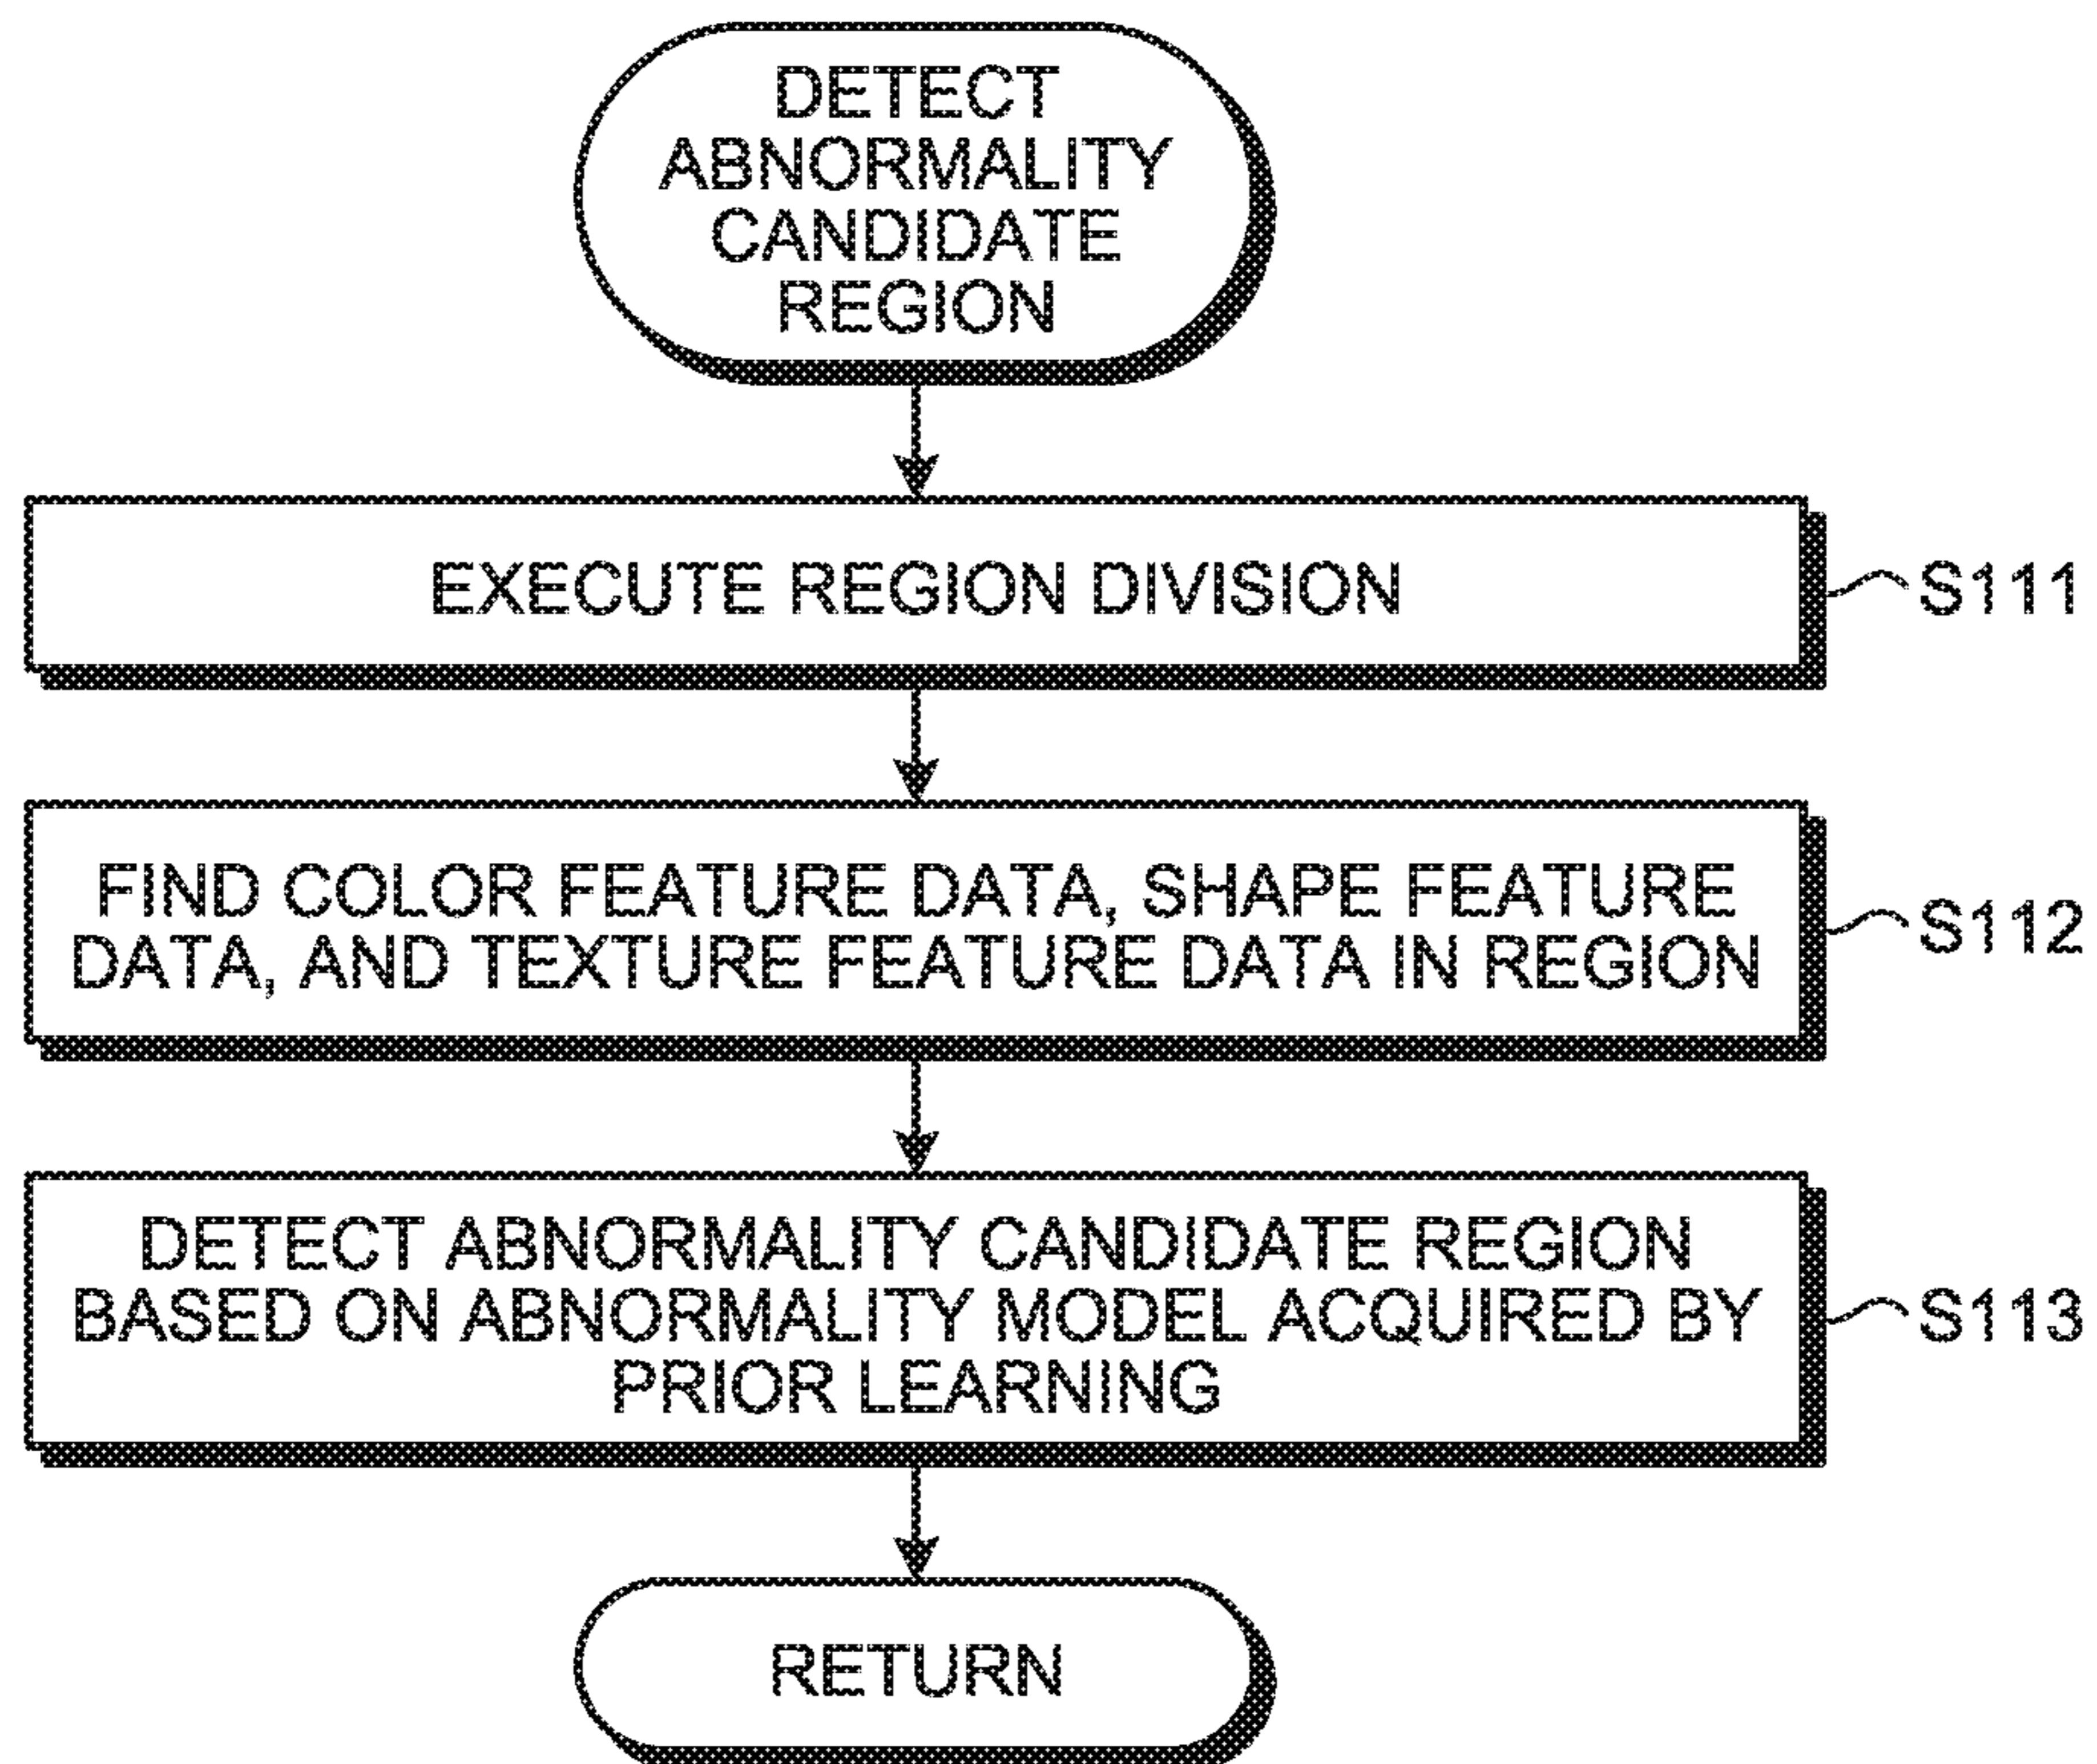 DETECT
ABNORMALITY
CANDIDATE
REGION
EXECUTE REGION DIVISION
S111
FIND COLOR FEATURE DATA, SHAPE FEATURE
DATA, AND TEXTURE FEATURE DATA IN REGION
S112
DETECT ABNORMALITY CANDIDATE REGION
BASED ON ABNORMALITY MODEL ACQUIRED BY
PRIOR LEARNING
S113
RETURN